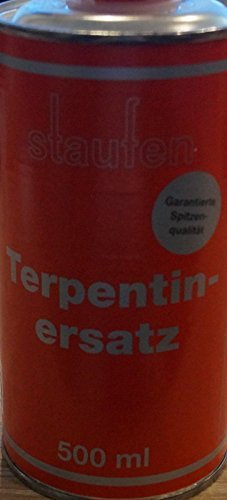 staufen
Garantierte
Spitzen-
qualität
Terpentin-
ersatz
500 ml